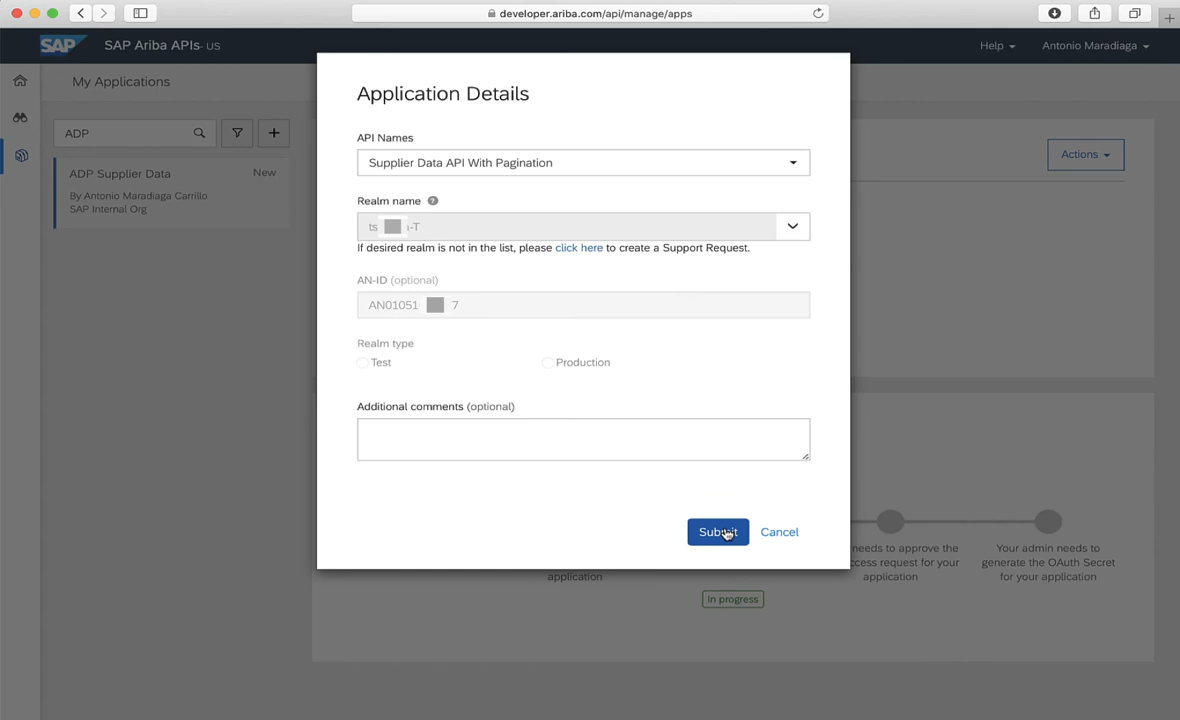 developer.ariba.com/api/manage/apps
SAP
SAP Ariba APIs- US
Help
Antonio Maradiaga
My Applications
ADP
ADP Supplier Data
New
By Antonio Maradiaga Carrillo
SAP Internal Org
Actions
Application Details
API Names
Supplier Data API With Pagination
Realm name
ts -T
If desired realm is not in the list, please click here to create a Support Request.
AN-ID (optional)
AN01051 7
Realm type
Test
Production
Additional comments (optional)
Submit
Cancel
application
In progress
needs to approve the
access request for your
application
Your admin needs to
generate the OAuth Secret
for your application